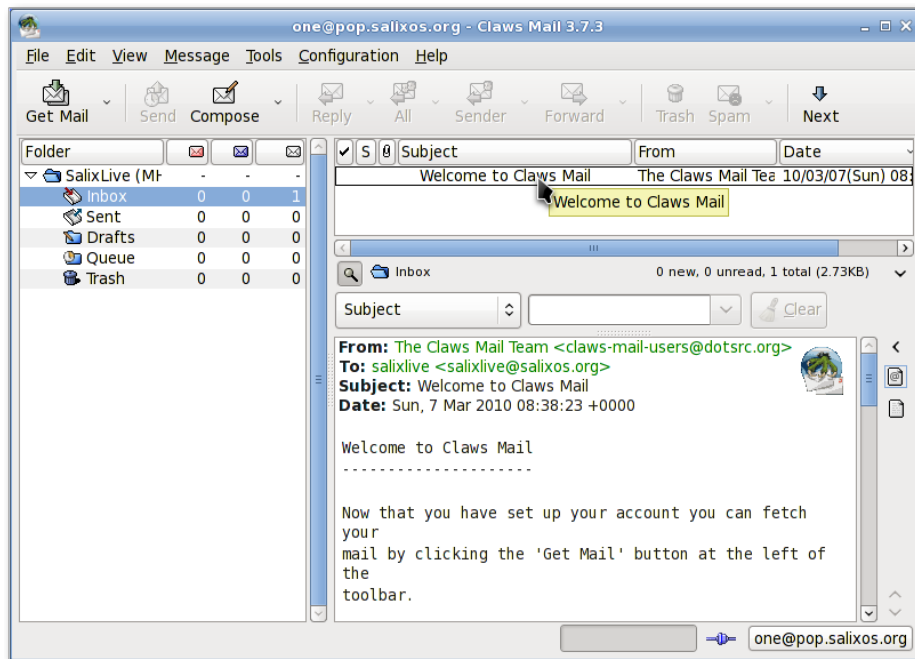 one@pop.salixos.org - Claws Mail 3.7.3
File Edit View Message Tools Configuration Help
Get Mail Send Compose Reply All Sender Forward Trash Spam Next
Folder
SalixLive (MH - - -
Inbox 0 0 1
Sent 0 0 0
Drafts 0 0 0
Queue 0 0 0
Trash 0 0 0
S Subject From Date
Welcome to Claws Mail The Claws Mail Tea 10/03/07(Sun) 08:
Welcome to Claws Mail
Inbox 0 new, 0 unread, 1 total (2.73KB)
Subject Clear
From: The Claws Mail Team <claws-mail-users@dotsrc.org>
To: salixlive <salixlive@salixos.org>
Subject: Welcome to Claws Mail
Date: Sun, 7 Mar 2010 08:38:23 +0000
Welcome to Claws Mail
---------------------
Now that you have set up your account you can fetch
your
mail by clicking the 'Get Mail' button at the left of
the
toolbar.
one@pop.salixos.org